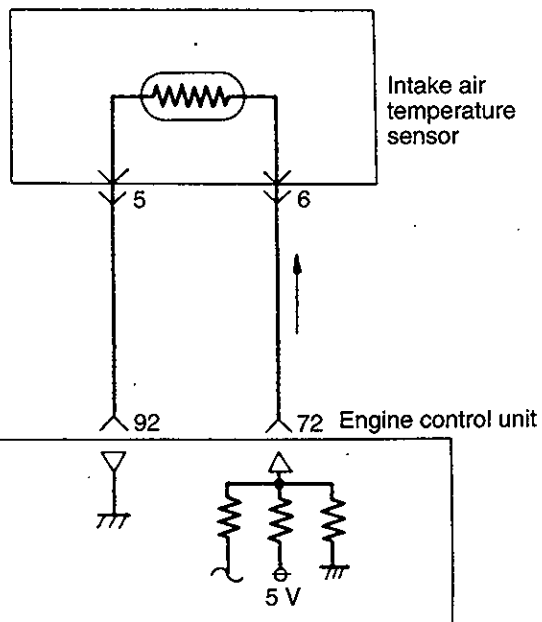 Intake air
temperature
sensor
5
6
92
72
Engine control unit
5 V